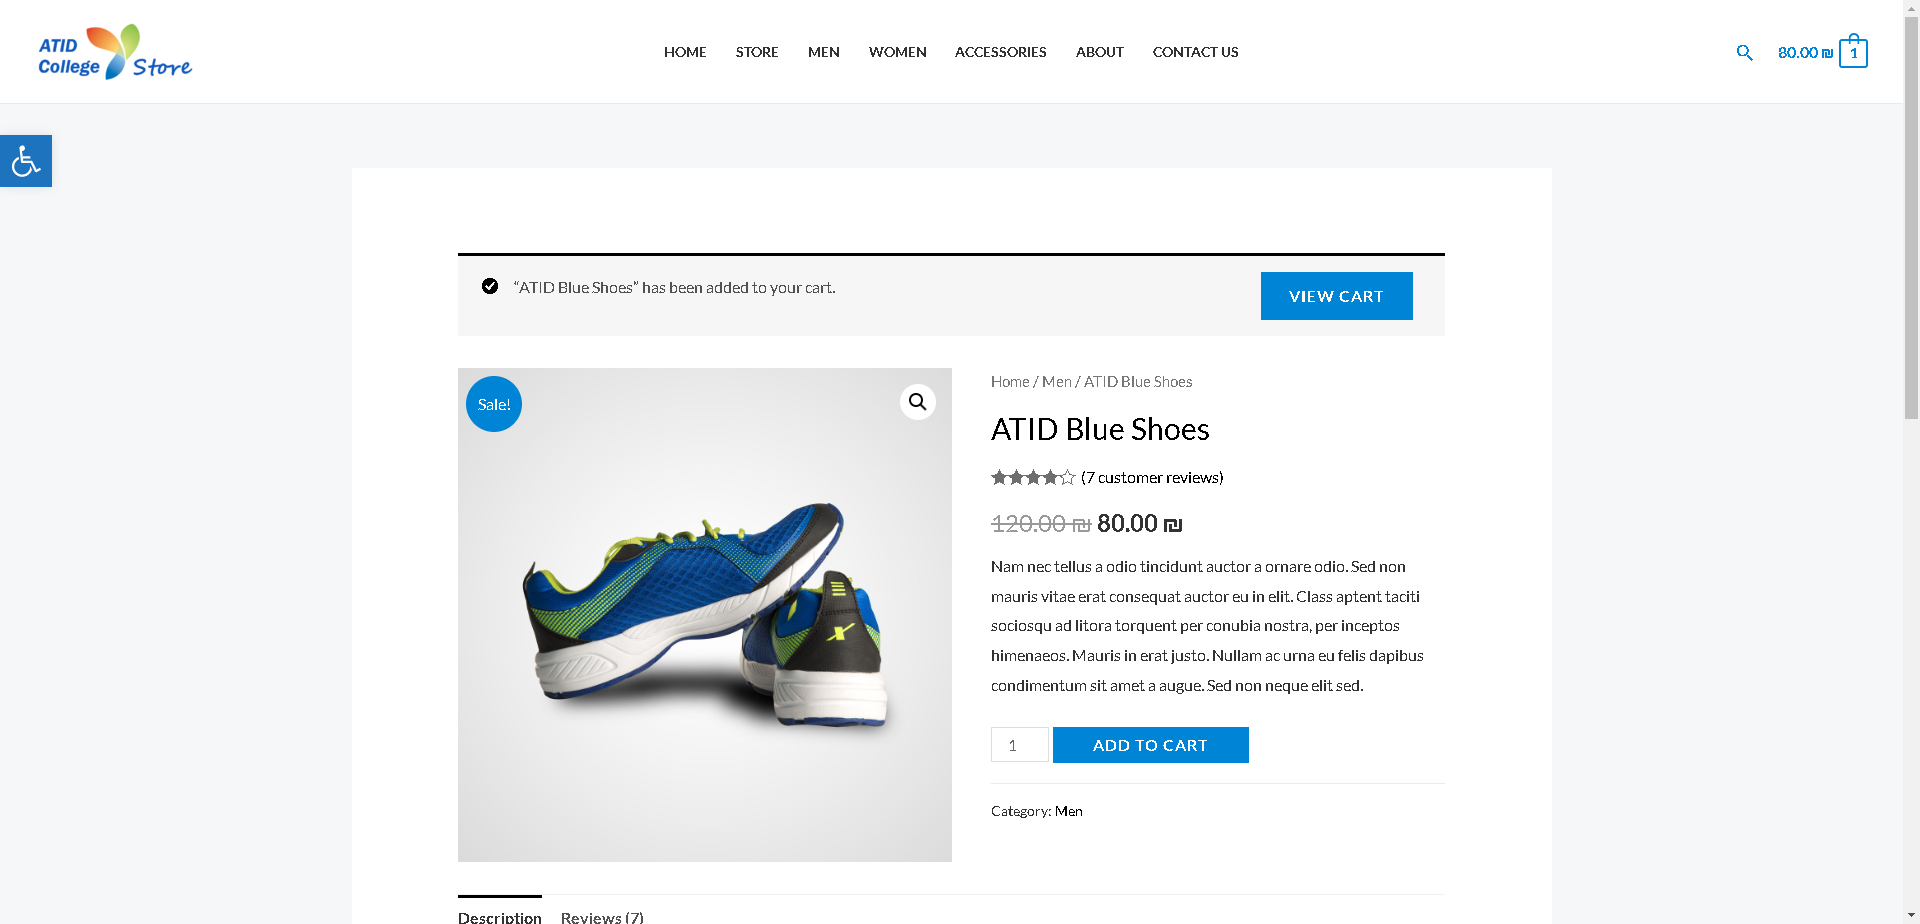 ATID
College Store
HOME STORE MEN WOMEN ACCESSORIES ABOUT CONTACT US
80.00 ₪ 1
“ATID Blue Shoes” has been added to your cart.
VIEW CART
Sale!
Home / Men / ATID Blue Shoes
ATID Blue Shoes
(7 customer reviews)
120.00 ₪ 80.00 ₪
Nam nec tellus a odio tincidunt auctor a ornare odio. Sed non
mauris vitae erat consequat auctor eu in elit. Class aptent taciti
sociosqu ad litora torquent per conubia nostra, per inceptos
himenaeos. Mauris in erat justo. Nullam ac urna eu felis dapibus
condimentum sit amet a augue. Sed non neque elit sed.
1 ADD TO CART
Category: Men
Description Reviews (7)